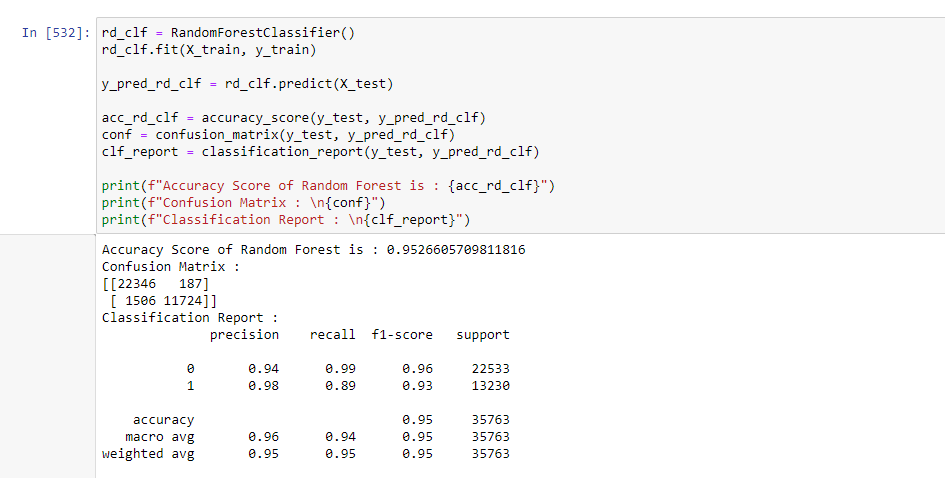 In [532]: rd_clf = RandomForestClassifier()
rd_clf.fit(X_train, y_train)
y_pred_rd_clf = rd_clf.predict(X_test)
acc_rd_clf = accuracy_score(y_test, y_pred_rd_clf)
conf = confusion_matrix(y_test, y_pred_rd_clf)
clf_report = classification_report(y_test, y_pred_rd_clf)
print(f"Accuracy Score of Random Forest is : {acc_rd_clf}")
print(f"Confusion Matrix : \n{conf}")
print(f"Classification Report : \n{clf_report}")
Accuracy Score of Random Forest is : 0.9526605709811816
Confusion Matrix :
[[22346   187]
 [ 1506 11724]]
Classification Report :
              precision    recall  f1-score   support
           0       0.94      0.99      0.96     22533
           1       0.98      0.89      0.93     13230
    accuracy                           0.95     35763
   macro avg       0.96      0.94      0.95     35763
weighted avg       0.95      0.95      0.95     35763